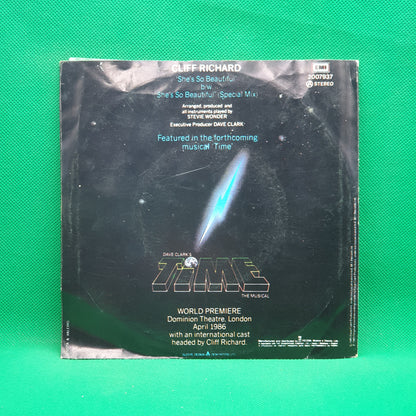 CLIFF RICHARD
'She's So Beautiful'
b/w
'She's So Beautiful' (Special Mix)
EMI
2007937
STEREO
Arranged, produced and
all instruments played by
STEVIE WONDER
Executive Producer DAVE CLARK
Featured in the forthcoming
musical 'Time'
DAVE CLARK'S
TIME
THE MUSICAL
WORLD PREMIERE
Dominion Theatre, London
April 1986
with an international cast
headed by Cliff Richard.